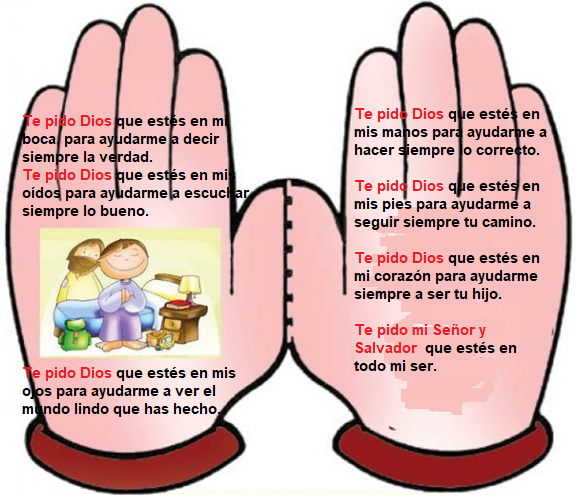 Te pido Dios que estés en mi
boca, para ayudarme a decir
siempre la verdad.
Te pido Dios que estés en mis
oídos para ayudarme a escuchar
siempre lo bueno.
Te pido Dios que estés en mis
ojos para ayudarme a ver el
mundo lindo que has hecho.
Te pido Dios que estés en
mis manos para ayudarme a
hacer siempre lo correcto.
Te pido Dios que estés en
mis pies para ayudarme a
seguir siempre tu camino.
Te pido Dios que estés en
mi corazón para ayudarme
siempre a ser tu hijo.
Te pido mi Señor y
Salvador que estés en
todo mi ser.